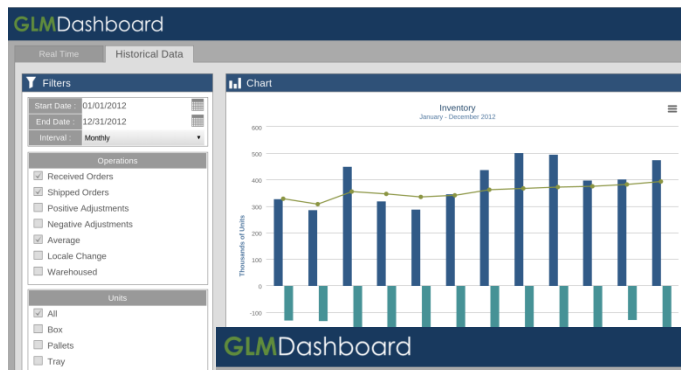 GLMDashboard
Real Time
Historical Data
Filters
Start Date : 01/01/2012
End Date : 12/31/2012
Interval : Monthly
Operations
Received Orders
Shipped Orders
Positive Adjustments
Negative Adjustments
Average
Locale Change
Warehoused
Units
All
Box
Pallets
Tray
Chart
Inventory
January - December 2012
Thousands of Units
600
500
400
300
200
100
0
-100
GLMDashboard